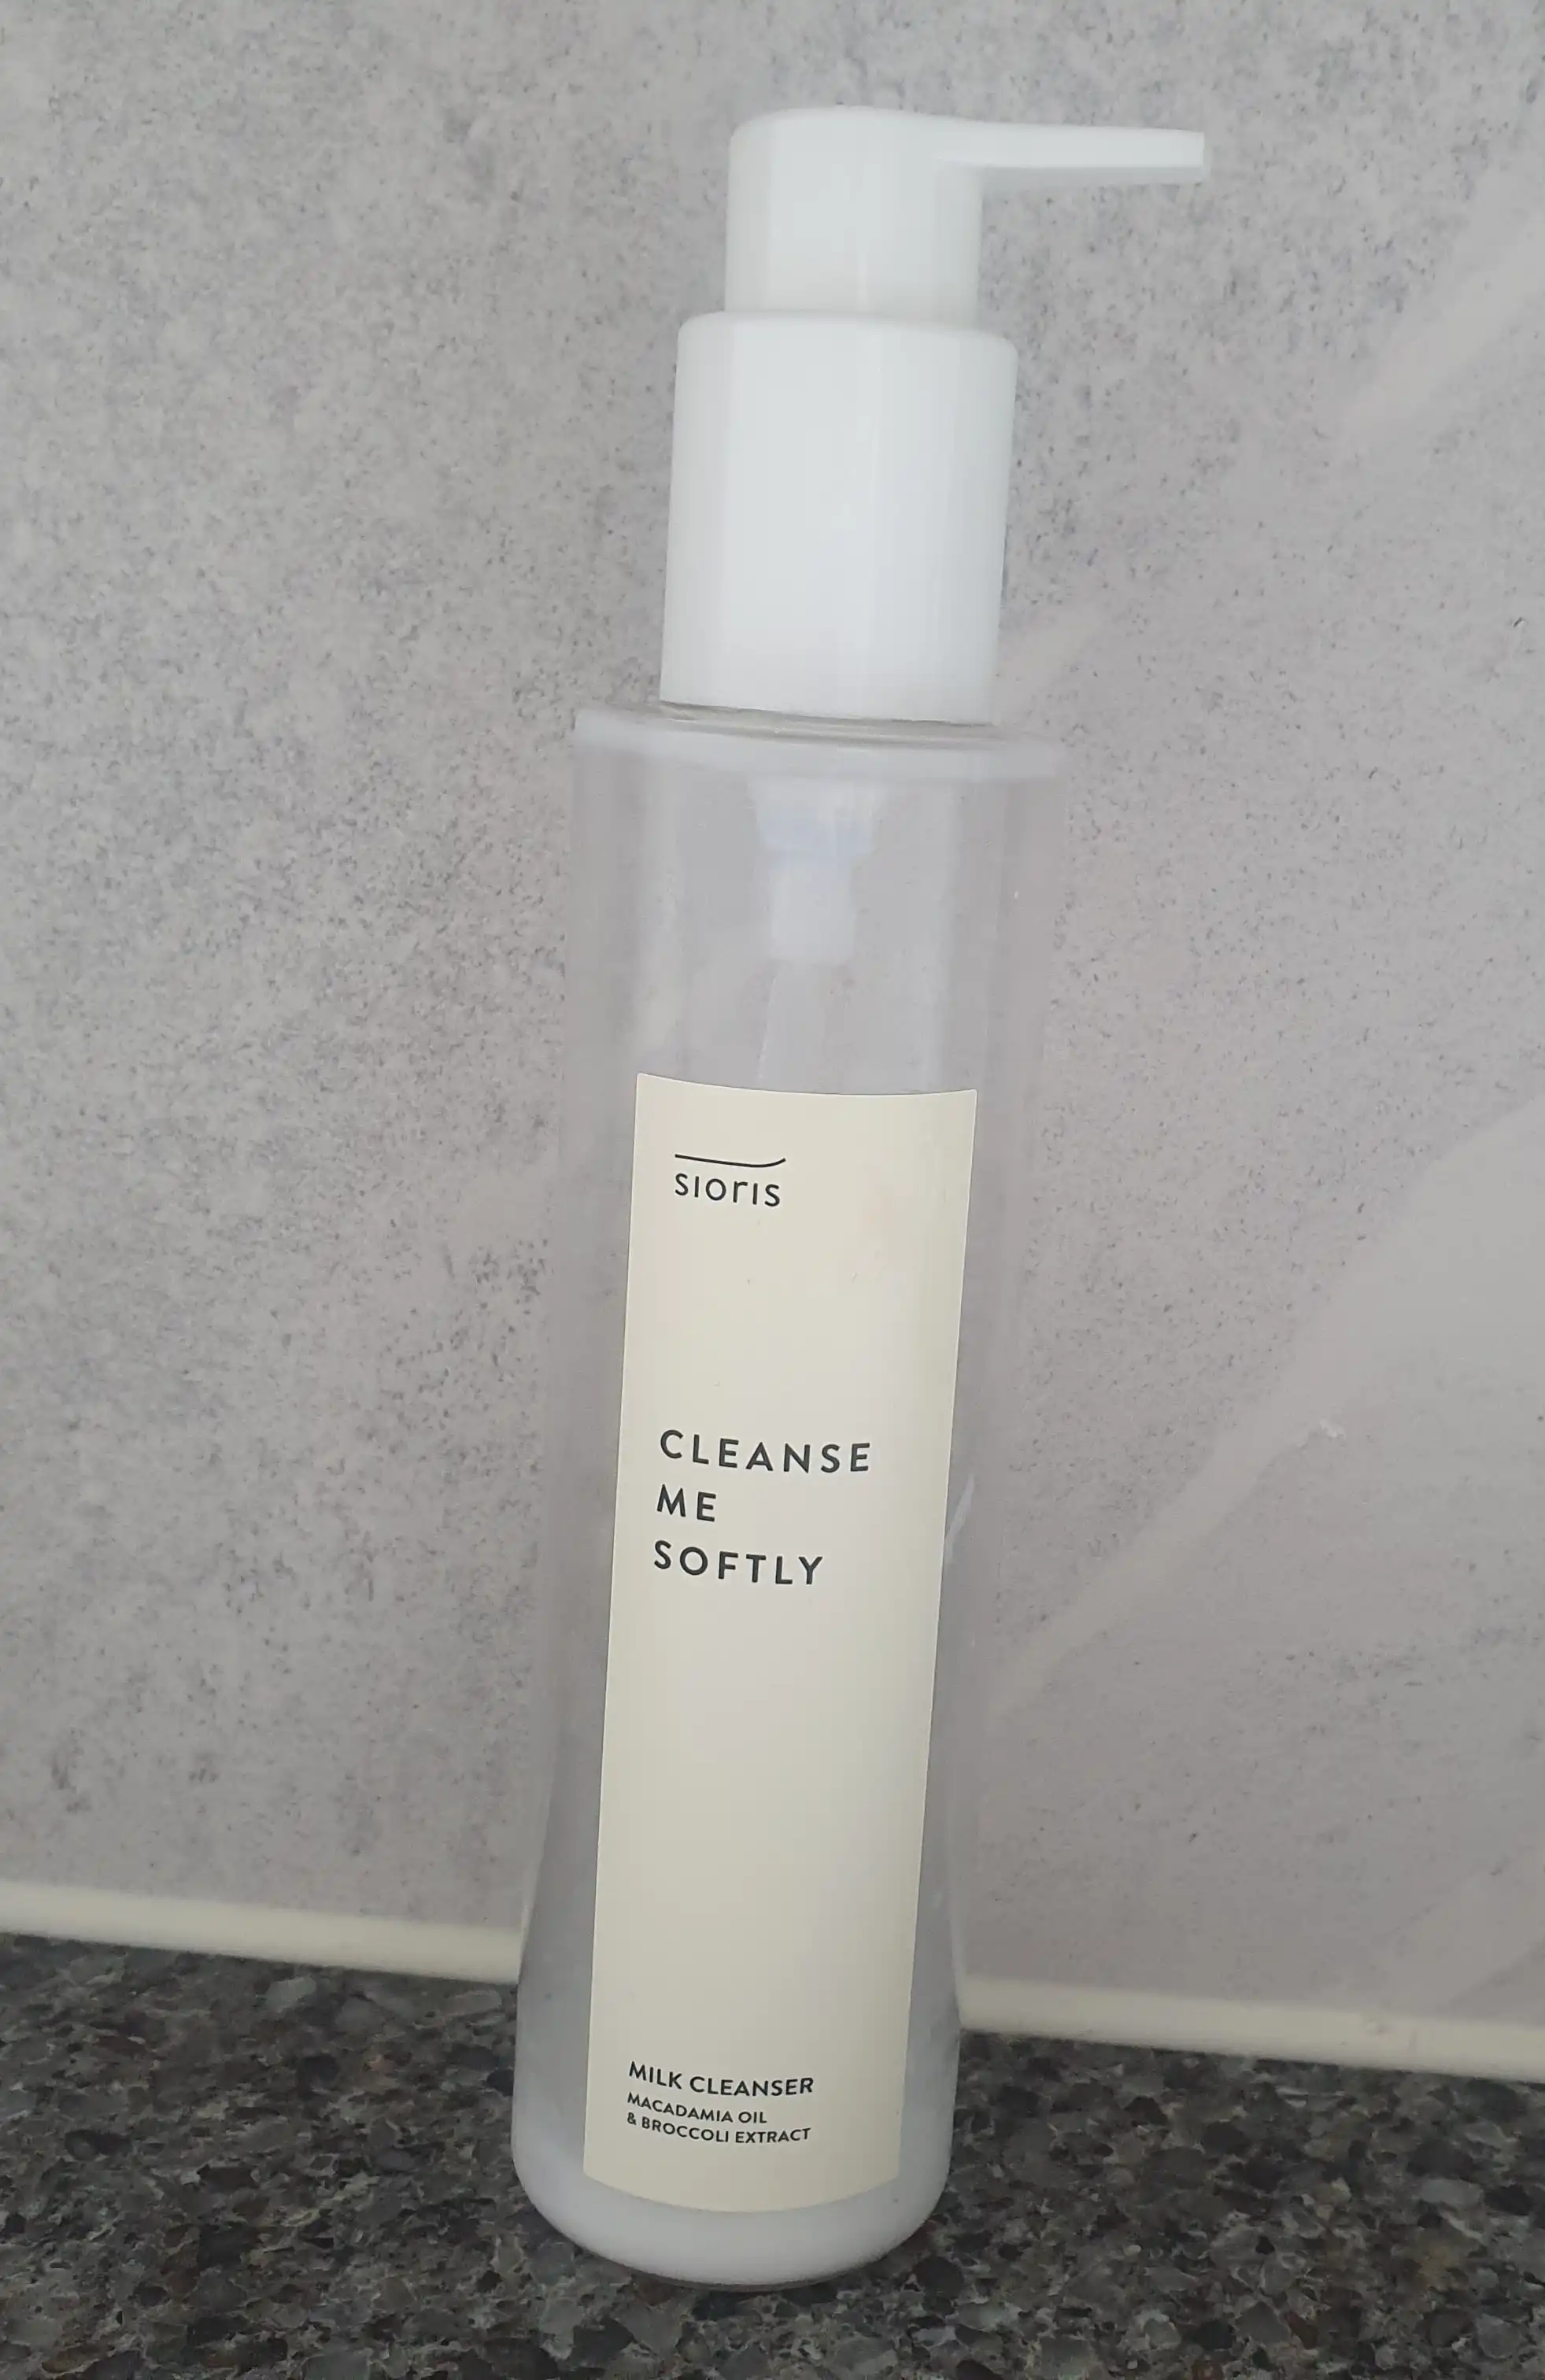 sioris
CLEANSE
ME
SOFTLY
MILK CLEANSER
MACADAMIA OIL
& BROCCOLI EXTRACT